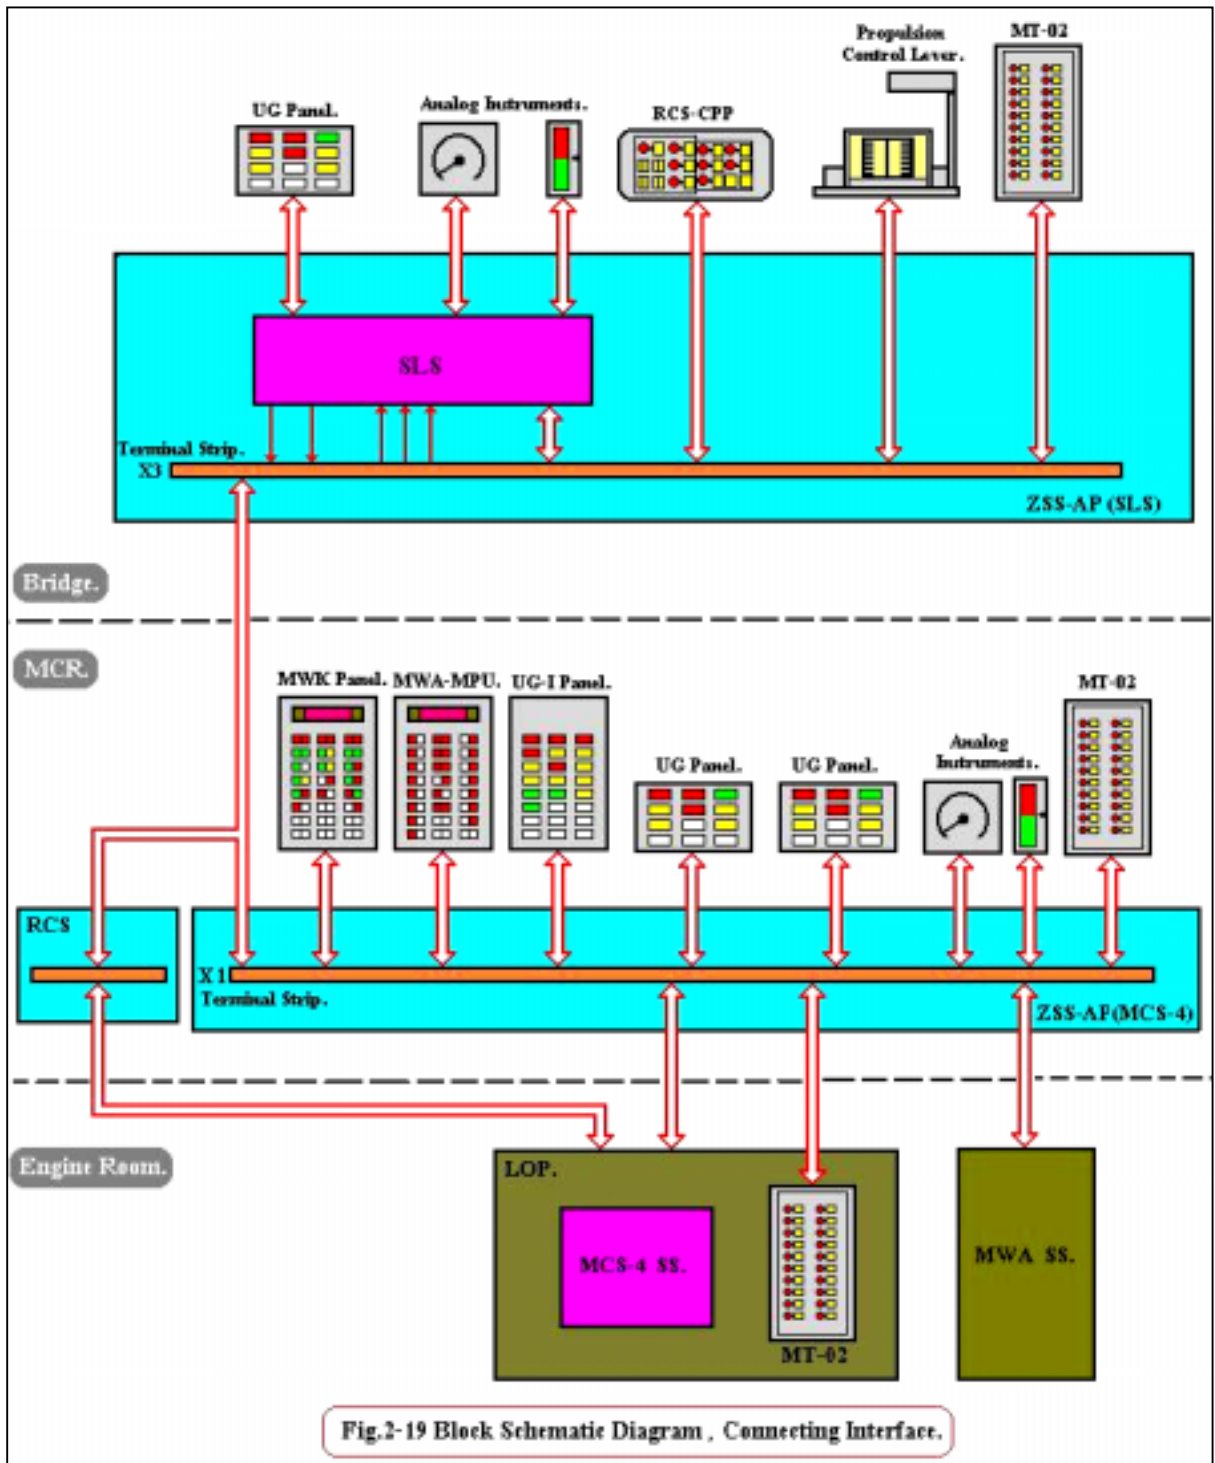 Propulsion
Control Lever.
MT-02
UG Panel.
Analog Instruments.
RCS-CPP
SLS
Terminal Strip.
X3
ZSS-AP (SLS)
Bridge.
MCR.
MWK Panel.
MWA-MPU.
UG-I Panel.
MT-02
Analog
Instruments.
UG Panel.
UG Panel.
RCS
X1
Terminal Strip.
ZSS-AP(MCS-4)
Engine Room.
LOP.
MCS-4 SS.
MWA SS.
MT-02
Fig.2-19 Block Schematic Diagram , Connecting Interface.